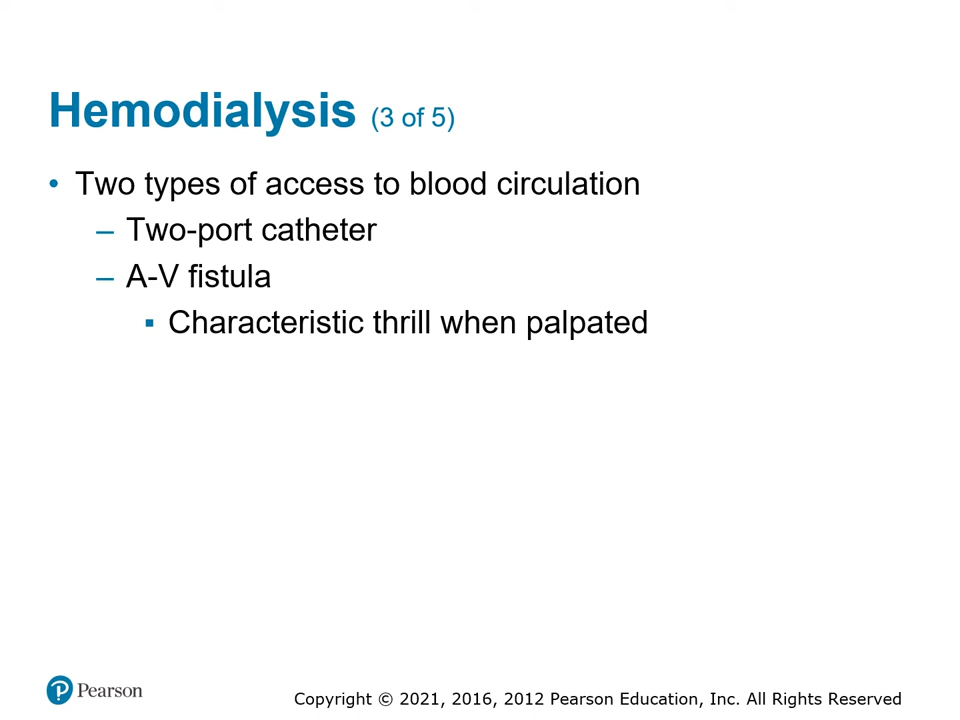 Hemodialysis (3 of 5)
• Two types of access to blood circulation
– Two-port catheter
– A-V fistula
▪ Characteristic thrill when palpated
Pearson
Copyright © 2021, 2016, 2012 Pearson Education, Inc. All Rights Reserved